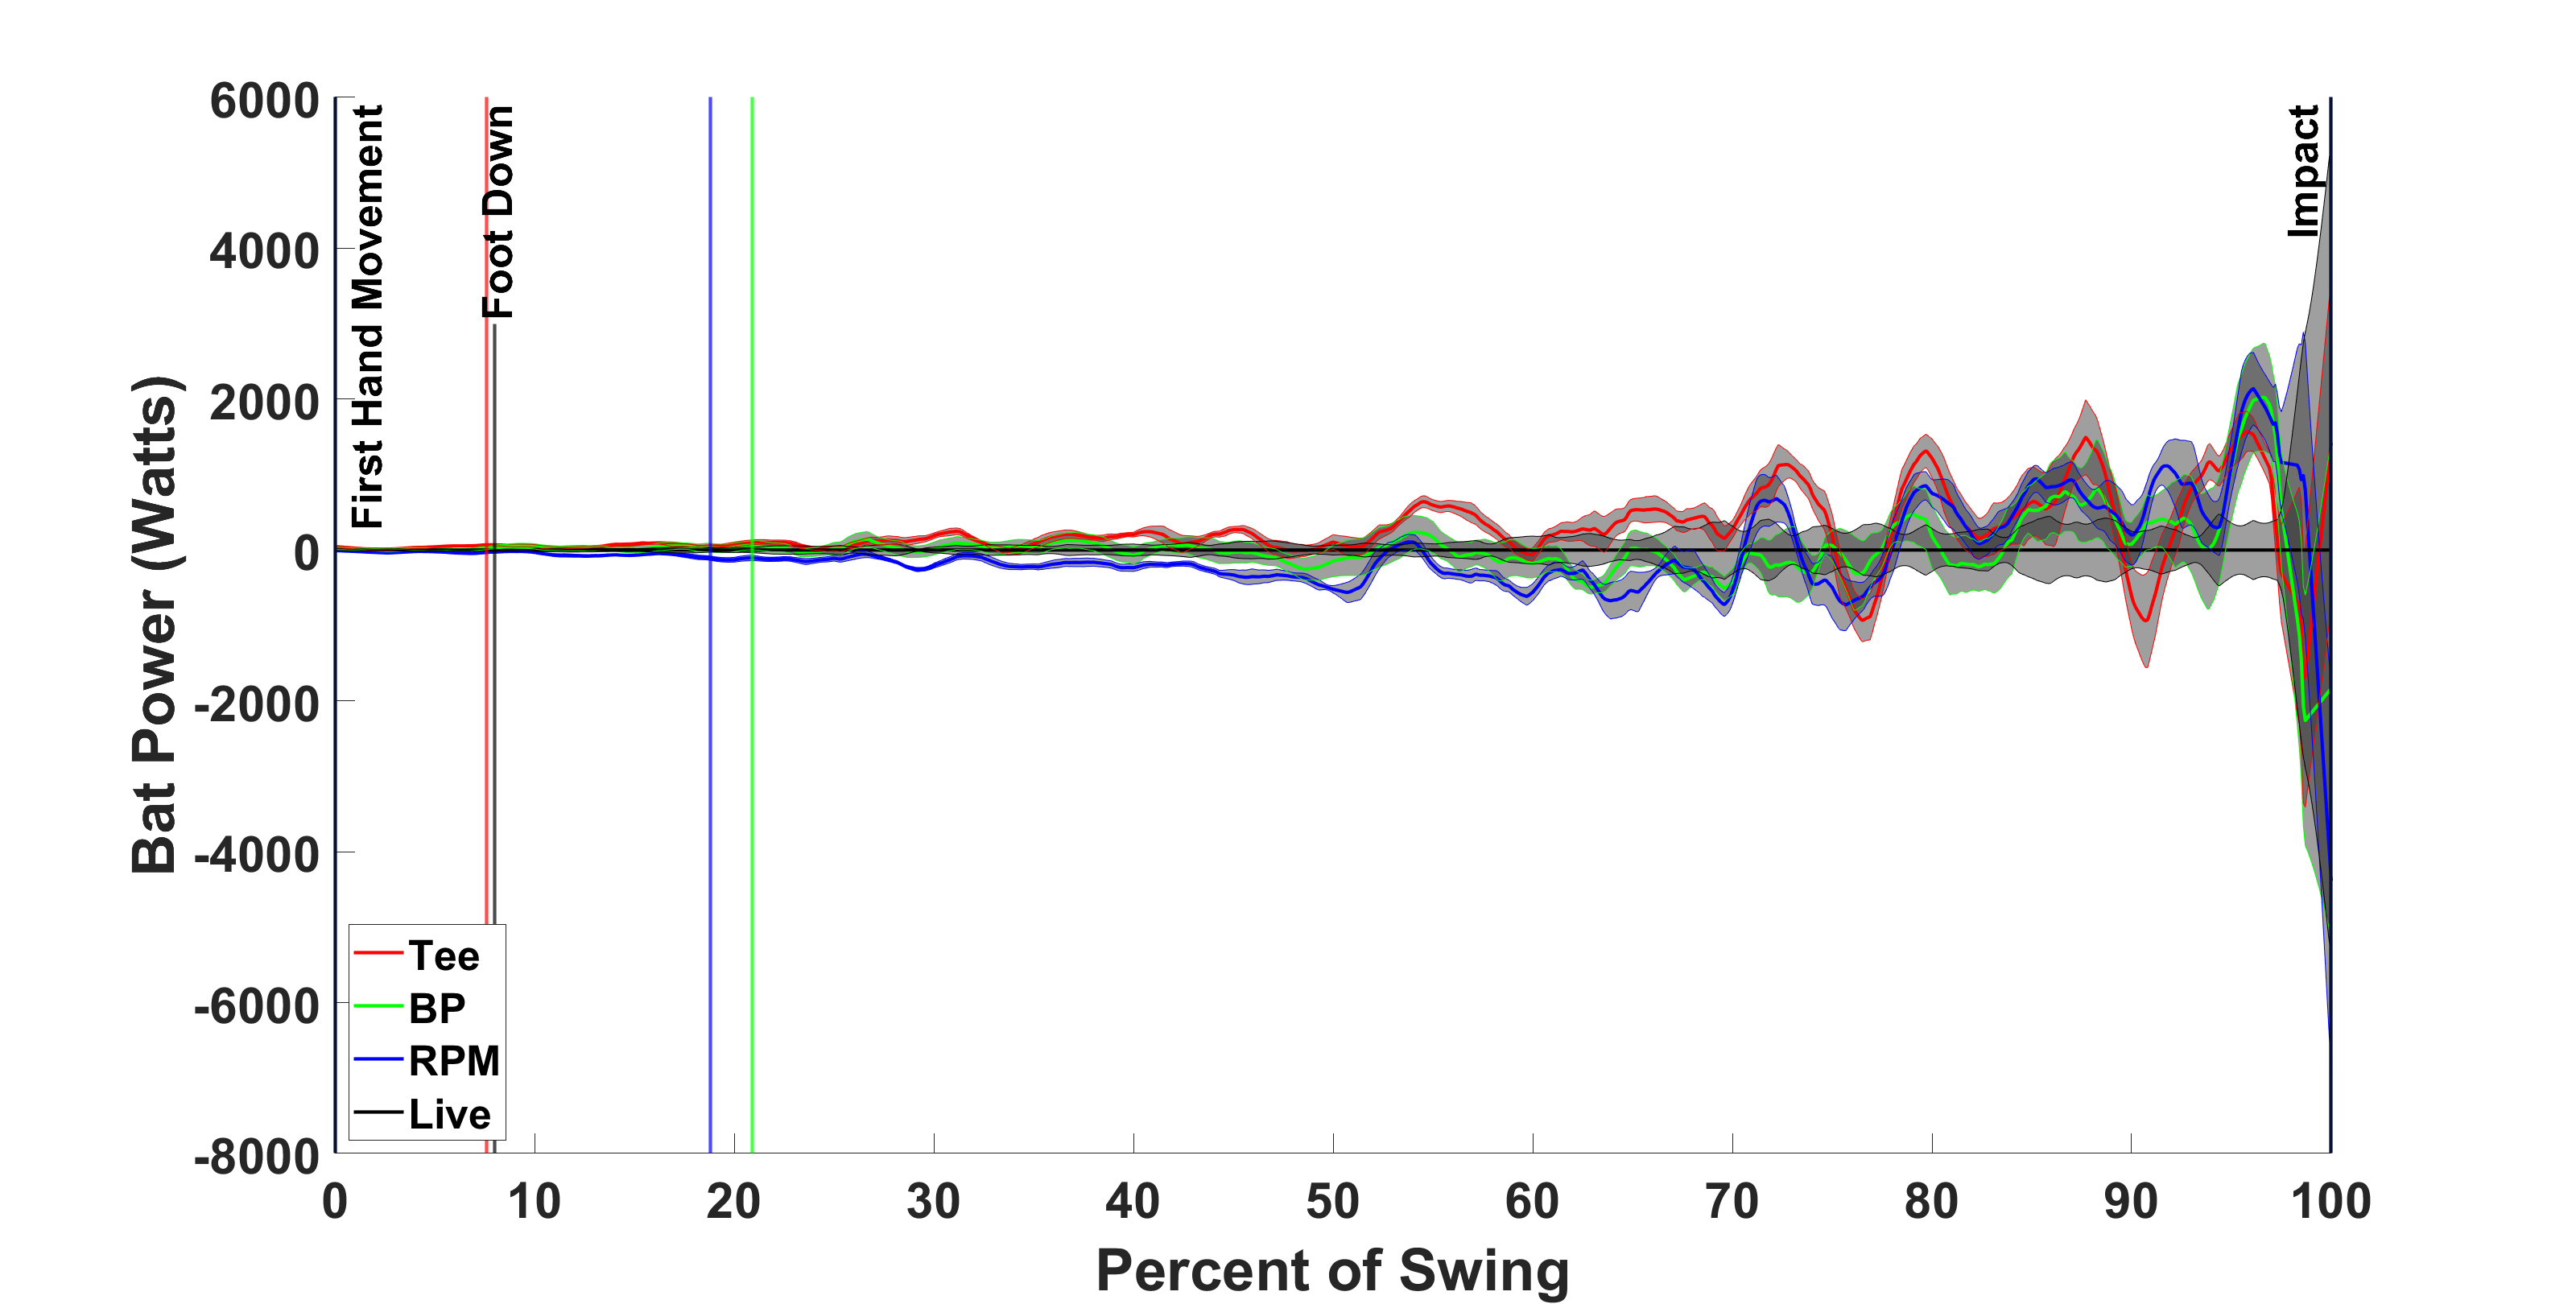 6000
4000
2000
0
-2000
-4000
-6000
-8000
Bat Power (Watts)
First Hand Movement
Foot Down
Impact
Tee
BP
RPM
Live
0 10 20 30 40 50 60 70 80 90 100
Percent of Swing